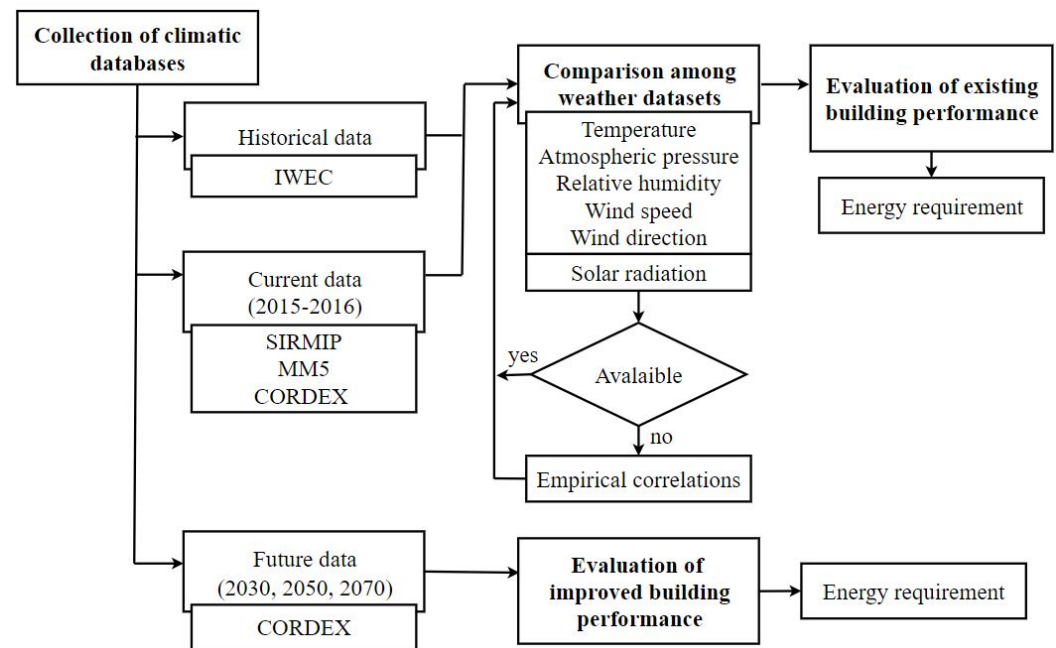 Collection of climatic
databases
Historical data
IWEC
Current data
(2015-2016)
SIRMIP
MM5
CORDEX
Future data
(2030, 2050, 2070)
CORDEX
Comparison among
weather datasets
Temperature
Atmospheric pressure
Relative humidity
Wind speed
Wind direction
Solar radiation
yes
Avalaible
no
Empirical correlations
Evaluation of existing
building performance
Energy requirement
Evaluation of
improved building
performance
Energy requirement